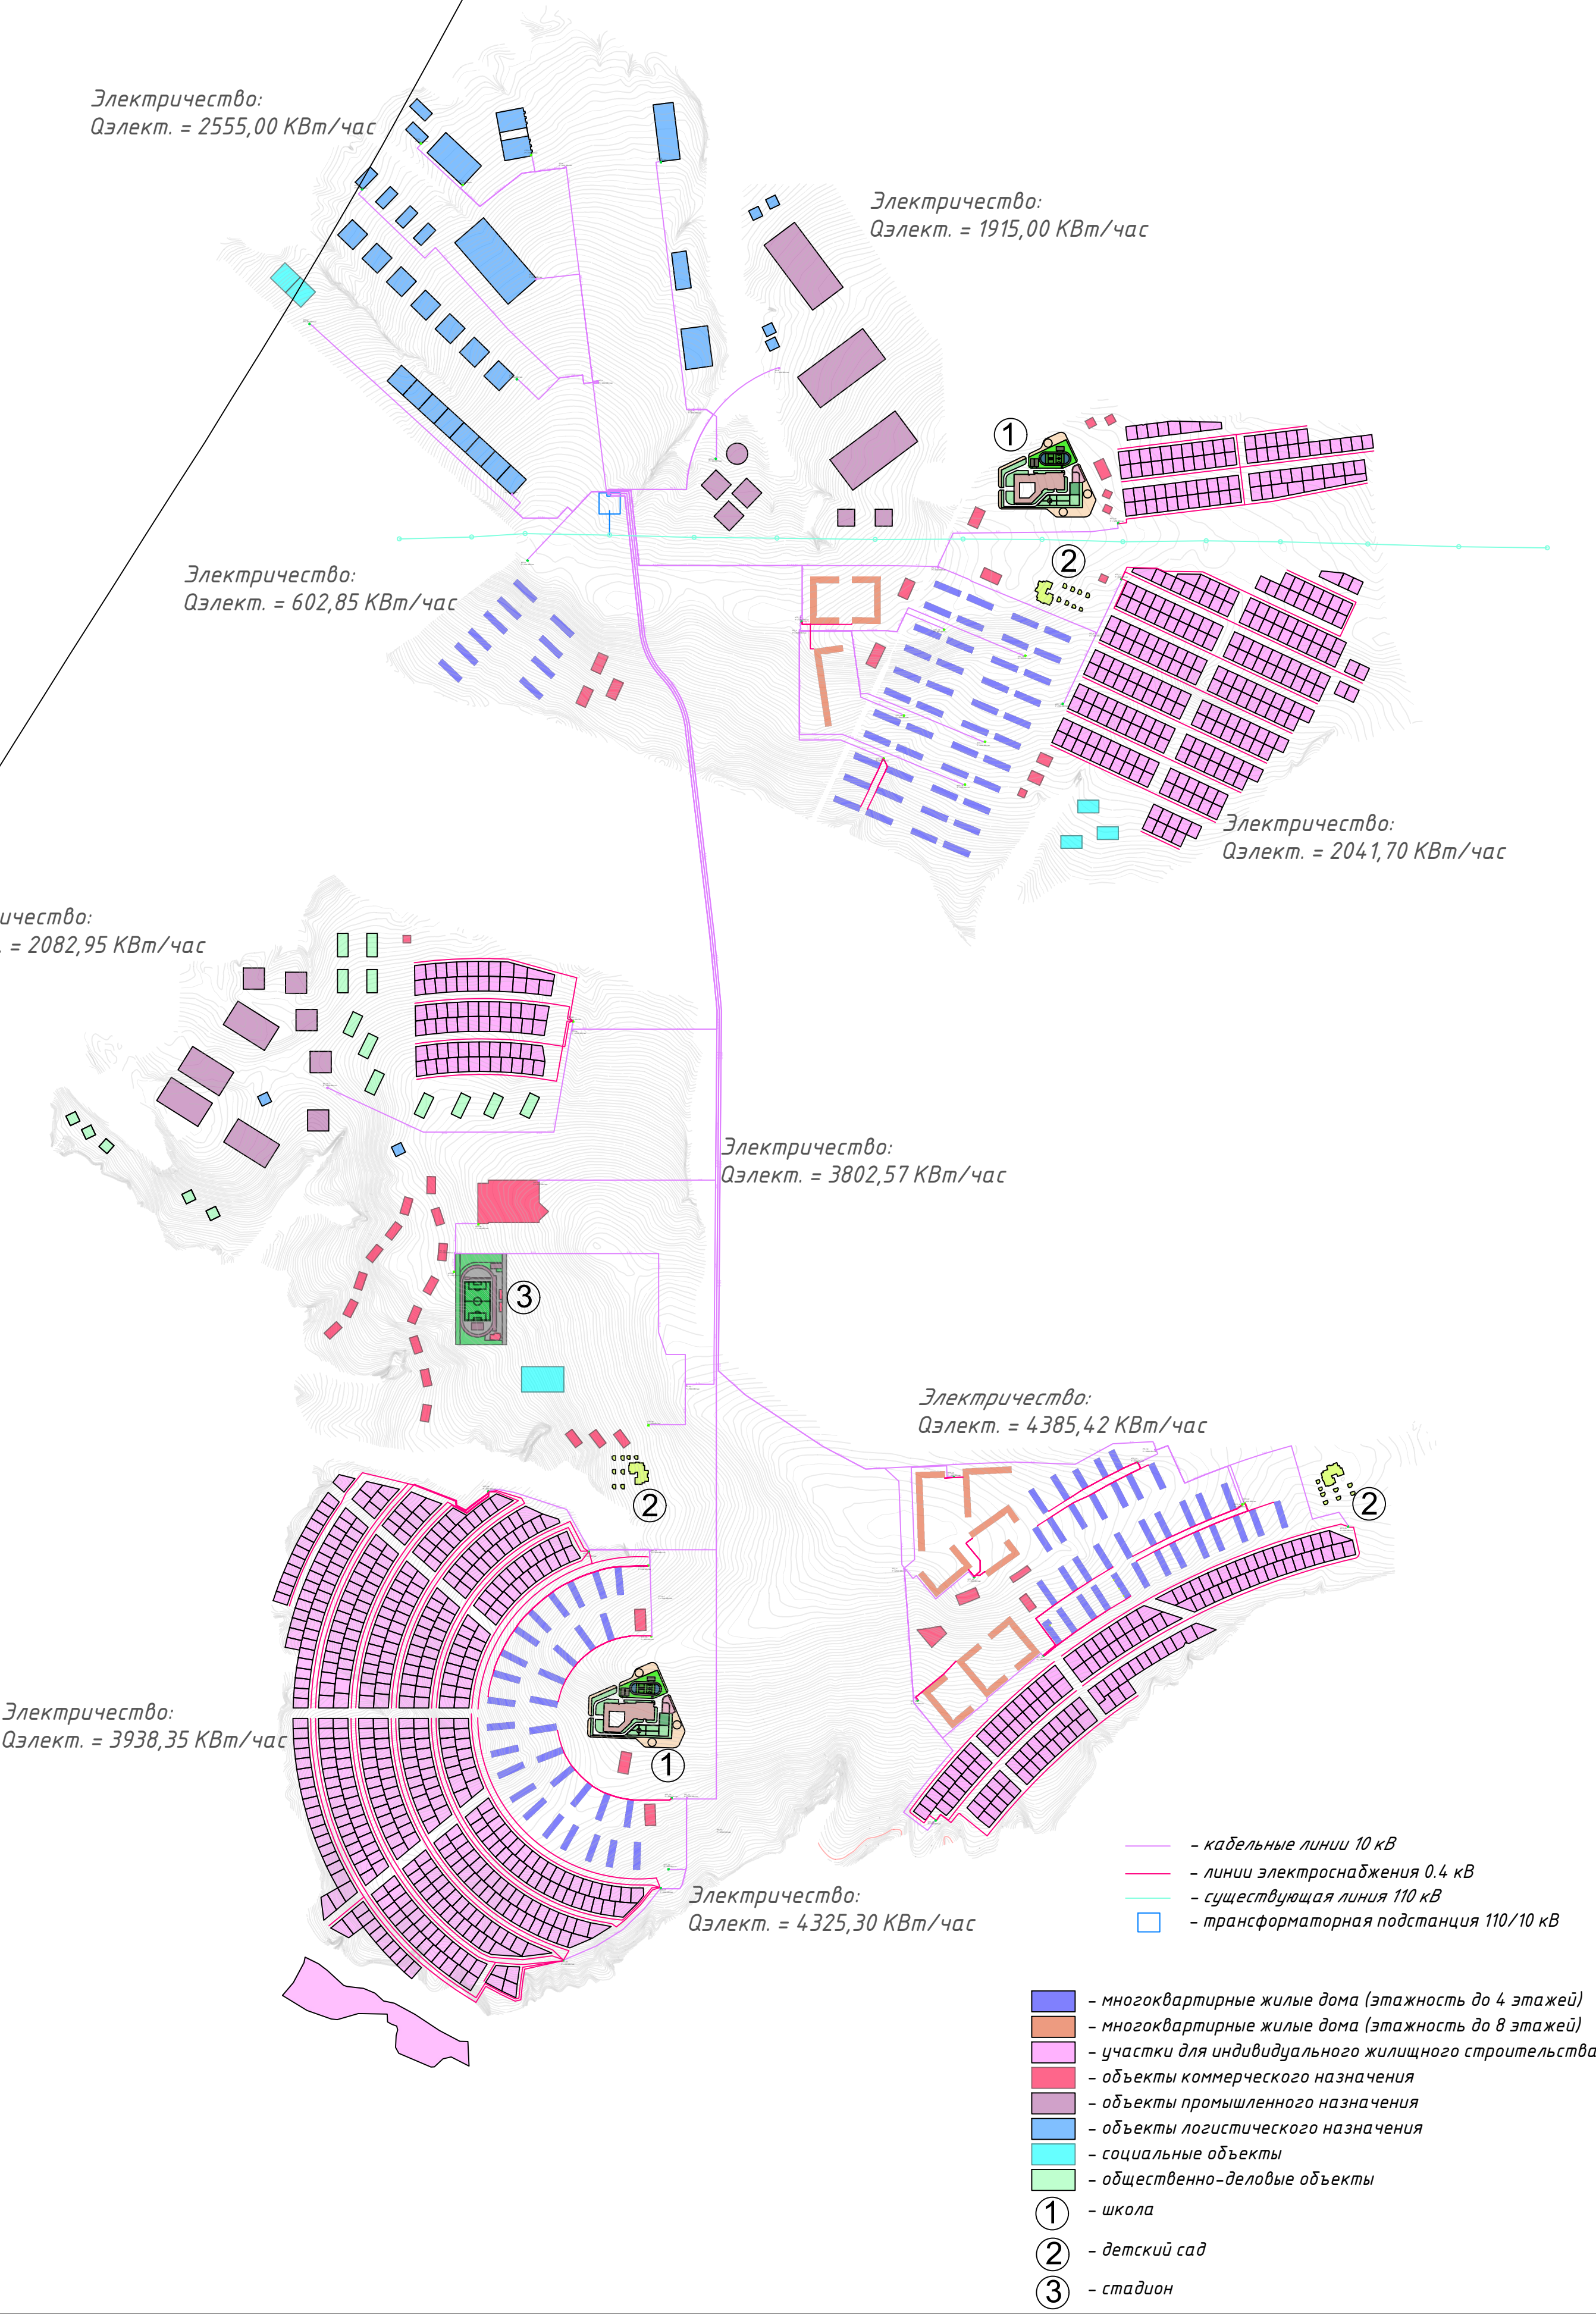 Электричество:
Qэлект. = 2555,00 КВт/час
Электричество:
Qэлект. = 1915,00 КВт/час
1
2
Электричество:
Qэлект. = 602,85 КВт/час
Электричество:
Qэлект. = 2041,70 КВт/час
ичество:
. = 2082,95 КВт/час
Электричество:
Qэлект. = 3802,57 КВт/час
3
Электричество:
Qэлект. = 4385,42 КВт/час
2
2
Электричество:
Qэлект. = 3938,35 КВт/час
1
Электричество:
Qэлект. = 4325,30 КВт/час
- кабельные линии 10 кВ
- линии электроснабжения 0.4 кВ
- существующая линия 110 кВ
- трансформаторная подстанция 110/10 кВ
- многоквартирные жилые дома (этажность до 4 этажей)
- многоквартирные жилые дома (этажность до 8 этажей)
- участки для индивидуального жилищного строительства
- объекты коммерческого назначения
- объекты промышленного назначения
- объекты логистического назначения
- социальные объекты
- общественно-деловые объекты
1 - школа
2 - детский сад
3 - стадион